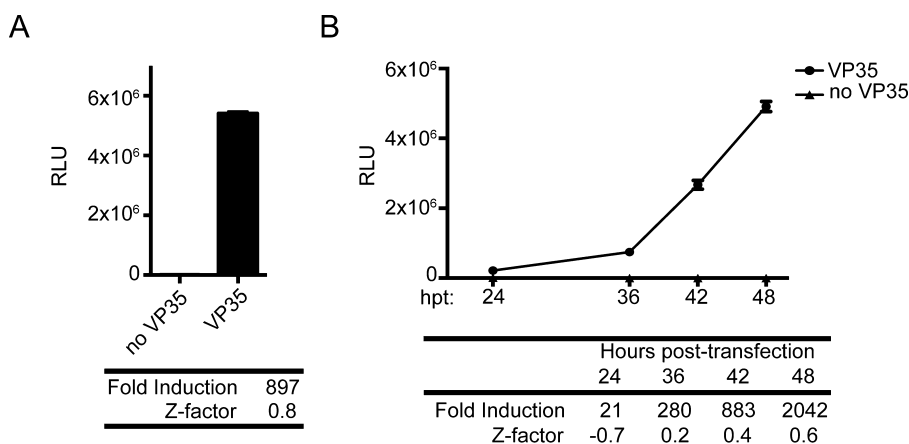 A
RLU
6x10⁶
4x10⁶
2x10⁶
0
no VP35
VP35
Fold Induction 897
Z-factor 0.8
B
RLU
6x10⁶
4x10⁶
2x10⁶
0
hpt: 24 36 42 48
VP35
no VP35
Hours post-transfection
24 36 42 48
Fold Induction 21 280 883 2042
Z-factor -0.7 0.2 0.4 0.6